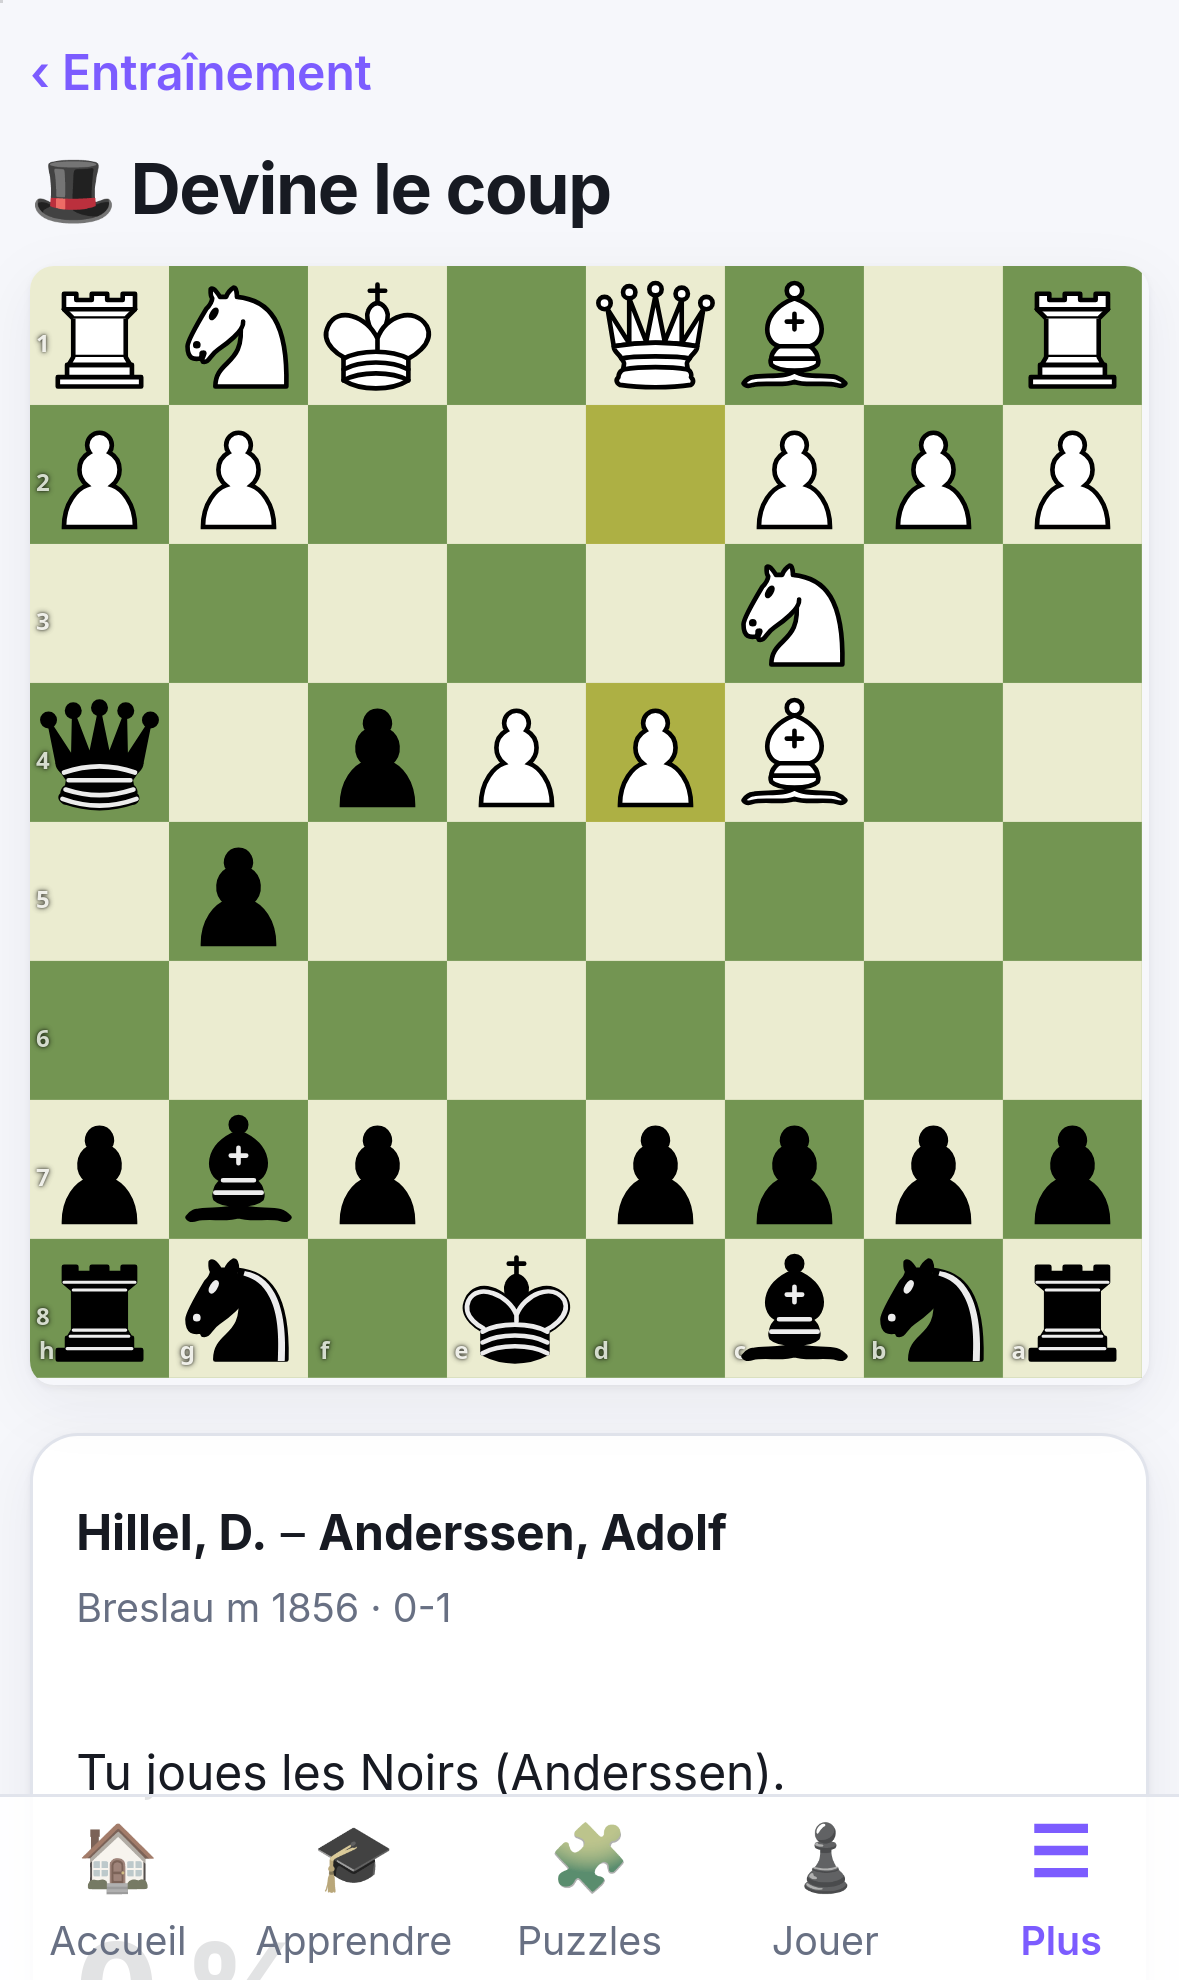 ‹ Entraînement
Devine le coup
1
2
3
4
5
6
7
8
h g f e d c b a
Hillel, D. – Anderssen, Adolf
Breslau m 1856 · 0-1
Tu joues les Noirs (Anderssen).
0 %
Accueil Apprendre Puzzles Jouer Plus